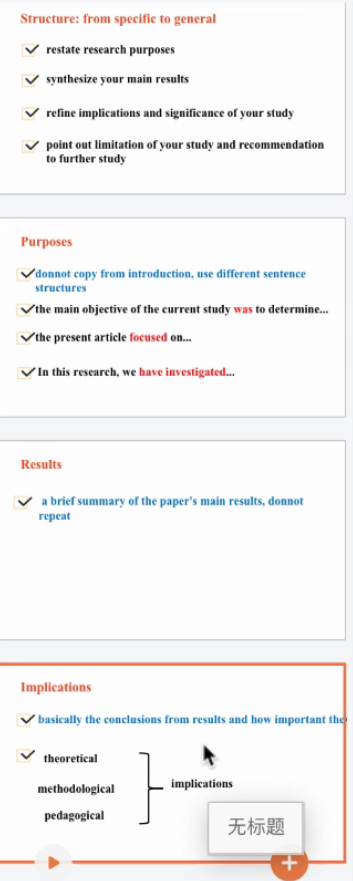 Structure: from specific to general
restate research purposes
synthesize your main results
refine implications and significance of your study
point out limitation of your study and recommendation
to further study
Purposes
donnot copy from introduction, use different sentence
structures
the main objective of the current study was to determine...
the present article focused on...
In this research, we have investigated...
Results
a brief summary of the paper's main results, donnot
repeat
Implications
basically the conclusions from results and how important the
theoretical
methodological
implications
pedagogical
无标题